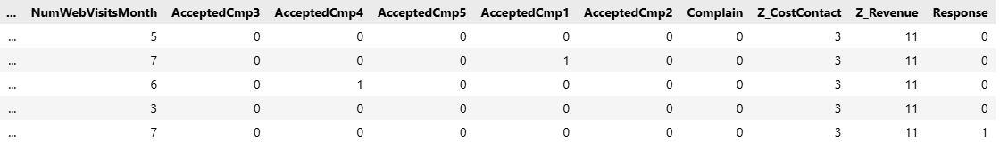 ... NumWebVisitsMonth AcceptedCmp3 AcceptedCmp4 AcceptedCmp5 AcceptedCmp1 AcceptedCmp2 Complain Z_CostContact Z_Revenue Response
... 5 0 0 0 0 0 0 3 11 0
... 7 0 0 0 1 0 0 3 11 0
... 6 0 1 0 0 0 0 3 11 0
... 3 0 0 0 0 0 0 3 11 0
... 7 0 0 0 0 0 0 3 11 1